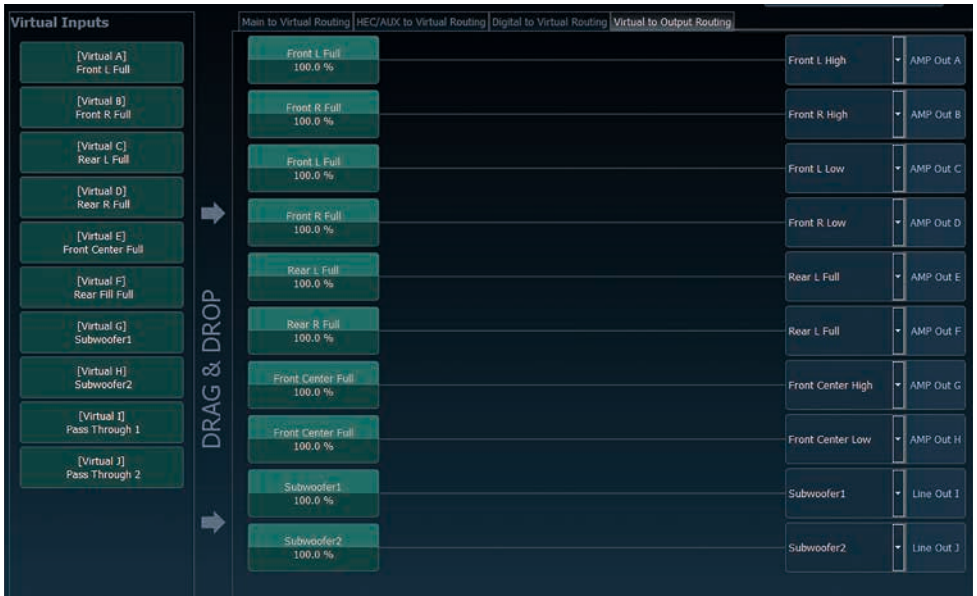 Virtual Inputs
Main to Virtual Routing HEC/AUX to Virtual Routing Digital to Virtual Routing Virtual to Output Routing
[Virtual A]
Front L Full
[Virtual B]
Front R Full
[Virtual C]
Rear L Full
[Virtual D]
Rear R Full
[Virtual E]
Front Center Full
[Virtual F]
Rear Fill Full
[Virtual G]
Subwoofer1
[Virtual H]
Subwoofer2
[Virtual I]
Pass Through 1
[Virtual J]
Pass Through 2
DRAG & DROP
Front L Full
100.0 %
Front L High AMP Out A
Front R Full
100.0 %
Front R High AMP Out B
Front L Full
100.0 %
Front L Low AMP Out C
Front R Full
100.0 %
Front R Low AMP Out D
Rear L Full
100.0 %
Rear L Full AMP Out E
Rear R Full
100.0 %
Rear L Full AMP Out F
Front Center Full
100.0 %
Front Center High AMP Out G
Front Center Full
100.0 %
Front Center Low AMP Out H
Subwoofer1
100.0 %
Subwoofer1 Line Out I
Subwoofer2
100.0 %
Subwoofer2 Line Out J